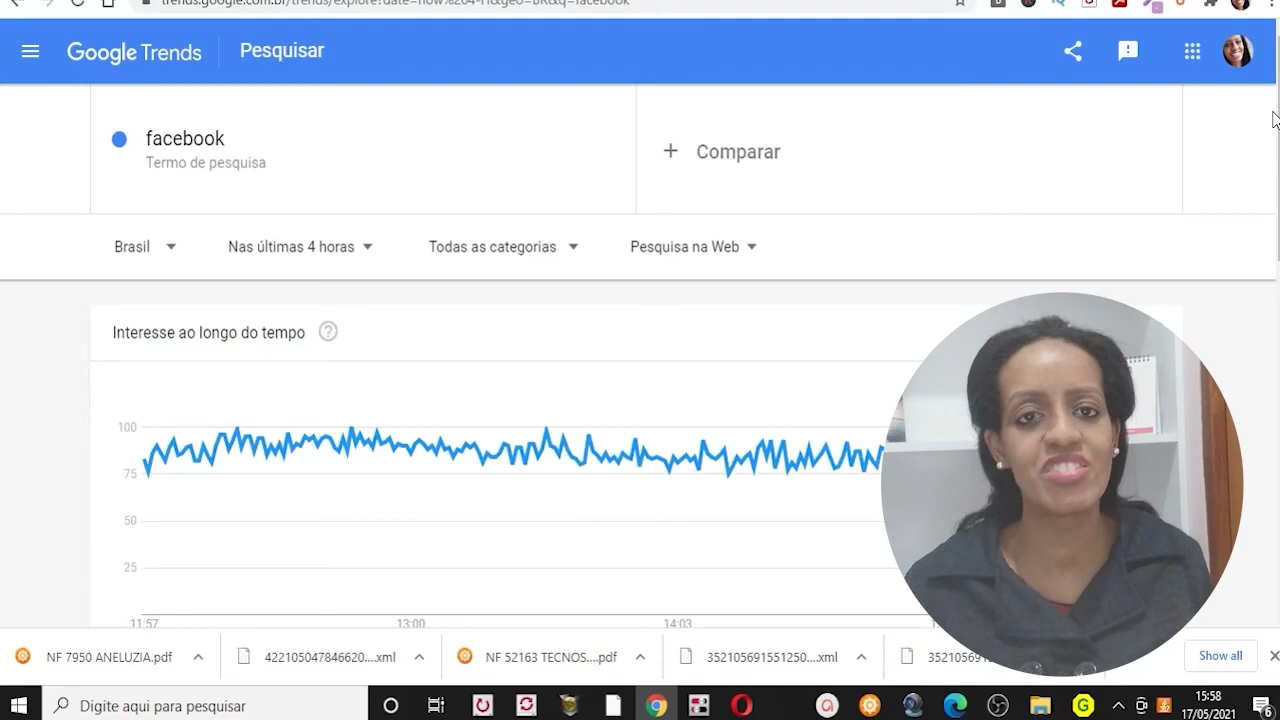 Google Trends
Pesquisar
facebook
Termo de pesquisa
+ Comparar
Brasil
Nas últimas 4 horas
Todas as categorias
Pesquisa na Web
Interesse ao longo do tempo
100
75
50
25
11:57
13:00
14:03
NF 7950 ANELUZIA.pdf
422105047846620....xml
NF 52163 TECNOS....pdf
352105691551250....xml
Show all
Digite aqui para pesquisar
15:58
17/05/2021
6